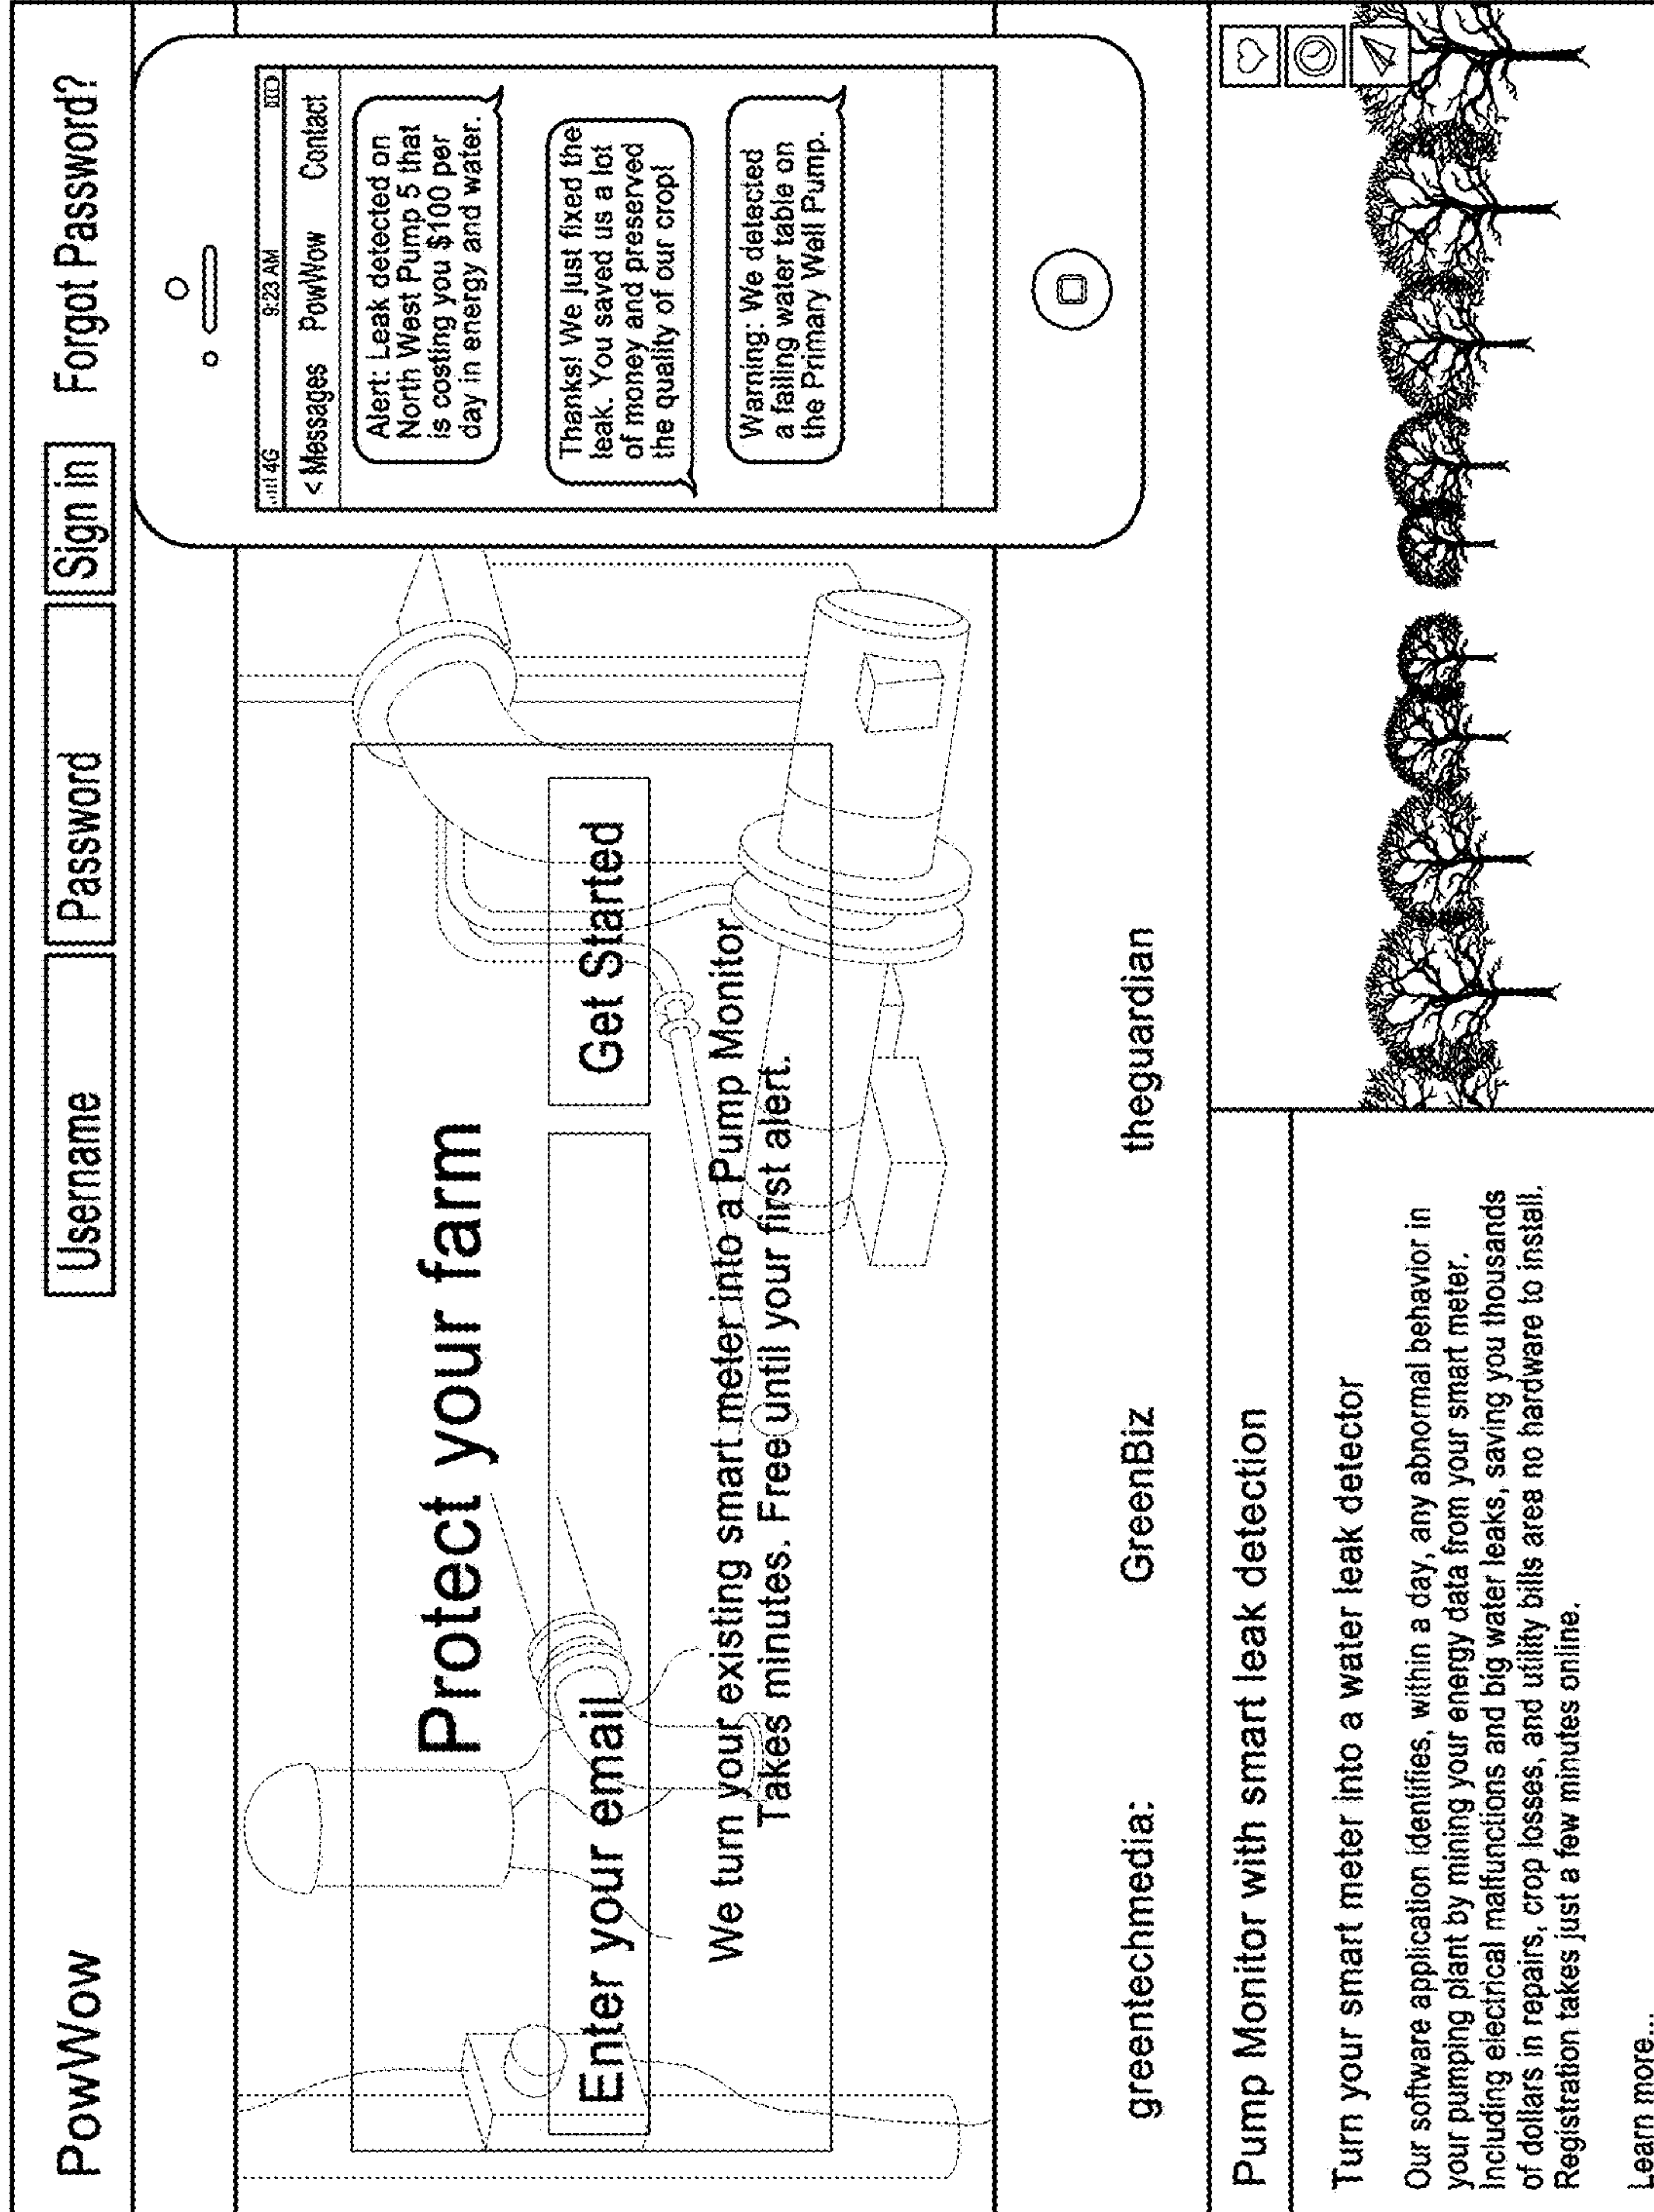 PowWow
Username
Password
Sign in
Forgot Password?
Protect your farm
Enter your email
Get Started
We turn your existing smart meter into a Pump Monitor
Takes minutes. Free until your first alert.
4G 9:23 AM
< Messages PowWow Contact
Alert: Leak detected on
North West Pump 5 that
is costing you $100 per
day in energy and water.
Thanks! We just fixed the
leak. You saved us a lot
of money and preserved
the quality of our crop!
Warning: We detected
a falling water table on
the Primary Well Pump.
greentechmedia:
GreenBiz
theguardian
Pump Monitor with smart leak detection
Turn your smart meter into a water leak detector
Our software application identifies, within a day, any abnormal behavior in
your pumping plant by mining your energy data from your smart meter.
Including electrical malfunctions and big water leaks, saving you thousands
of dollars in repairs, crop losses, and utility bills area no hardware to install.
Registration takes just a few minutes online.
Learn more...